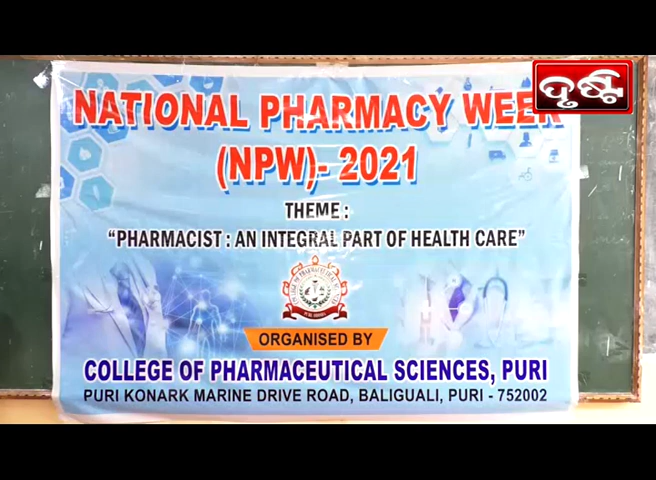 ଦୃଷ୍ଟି
NATIONAL PHARMACY WEEK
(NPW)- 2021
THEME :
"PHARMACIST : AN INTEGRAL PART OF HEALTH CARE"
ORGANISED BY
COLLEGE OF PHARMACEUTICAL SCIENCES, PURI
PURI KONARK MARINE DRIVE ROAD, BALIGUALI, PURI - 752002